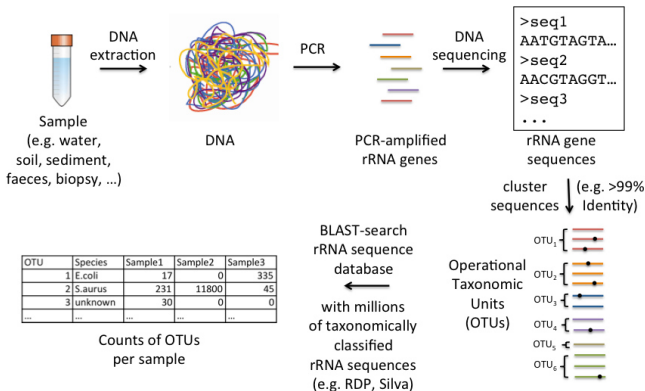 DNA
extraction
PCR
DNA
sequencing
>seq1
AATGTAGTA...
>seq2
AACGTAGGT...
>seq3
...
Sample
(e.g. water,
soil, sediment,
faeces, biopsy, ...)
DNA
PCR-amplified
rRNA genes
rRNA gene
sequences
cluster
sequences
(e.g. >99%
Identity)
OTU1
OTU2
OTU3
OTU4
OTU5
OTU6
Operational
Taxonomic
Units
(OTUs)
BLAST-search
rRNA sequence
database
with millions
of taxonomically
classified
rRNA sequences
(e.g. RDP, Silva)
OTU Species Sample1 Sample2 Sample3
1 E.coli 17 0 335
2 S.aurus 231 11800 45
3 unknown 30 0 0
... ... ... ... ...
Counts of OTUs
per sample